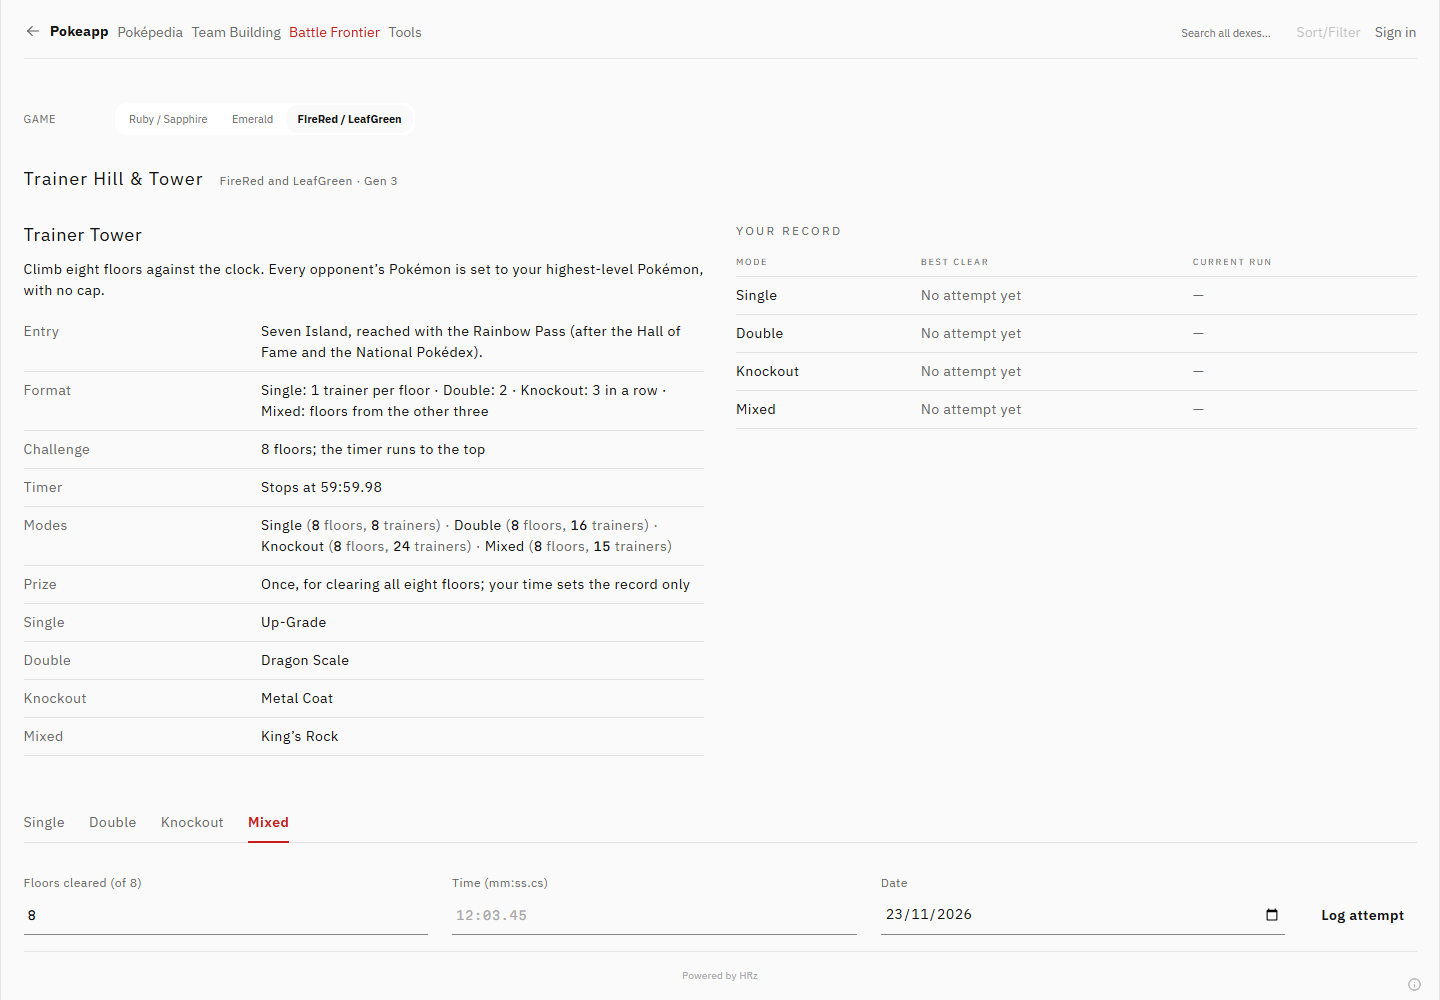 ← Pokeapp Poképedia Team Building Battle Frontier Tools Search all dexes... Sort/Filter Sign in
GAME Ruby / Sapphire Emerald FireRed / LeafGreen
Trainer Hill & Tower FireRed and LeafGreen · Gen 3
Trainer Tower
Climb eight floors against the clock. Every opponent’s Pokémon is set to your highest-level Pokémon,
with no cap.
Entry Seven Island, reached with the Rainbow Pass (after the Hall of
Fame and the National Pokédex).
Format Single: 1 trainer per floor · Double: 2 · Knockout: 3 in a row ·
Mixed: floors from the other three
Challenge 8 floors; the timer runs to the top
Timer Stops at 59:59.98
Modes Single (8 floors, 8 trainers) · Double (8 floors, 16 trainers) ·
Knockout (8 floors, 24 trainers) · Mixed (8 floors, 15 trainers)
Prize Once, for clearing all eight floors; your time sets the record only
Single Up-Grade
Double Dragon Scale
Knockout Metal Coat
Mixed King’s Rock
YOUR RECORD
MODE BEST CLEAR CURRENT RUN
Single No attempt yet —
Double No attempt yet —
Knockout No attempt yet —
Mixed No attempt yet —
Single Double Knockout Mixed
Floors cleared (of 8) Time (mm:ss.cs) Date
8 12:03.45 23/11/2026 Log attempt
Powered by HRz